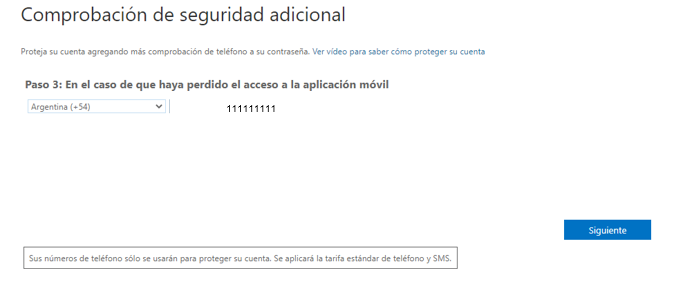 Comprobación de seguridad adicional
Proteja su cuenta agregando más comprobación de teléfono a su contraseña. Ver vídeo para saber cómo proteger su cuenta
Paso 3: En el caso de que haya perdido el acceso a la aplicación móvil
Argentina (+54) 111111111
Siguiente
Sus números de teléfono sólo se usarán para proteger su cuenta. Se aplicará la tarifa estándar de teléfono y SMS.